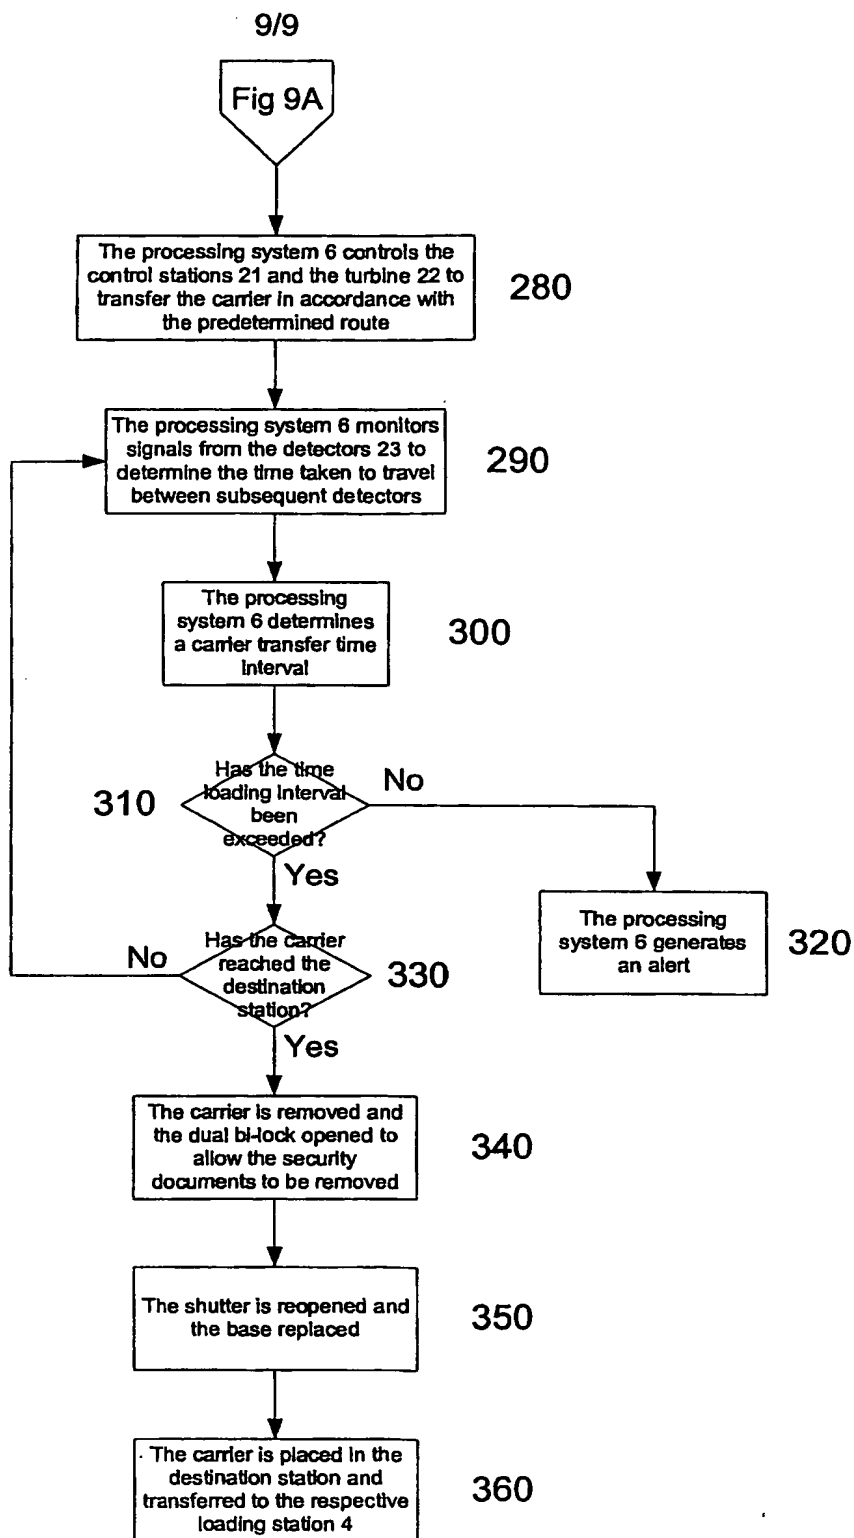 9/9
Fig 9A
The processing system 6 controls the
control stations 21 and the turbine 22 to
transfer the carrier in accordance with
the predetermined route
280
The processing system 6 monitors
signals from the detectors 23 to
determine the time taken to travel
between subsequent detectors
290
The processing
system 6 determines
a carrier transfer time
interval
300
Has the time
loading interval
been
exceeded?
310
No
Yes
The processing
system 6 generates
an alert
320
Has the carrier
reached the
destination
station?
330
No
Yes
The carrier is removed and
the dual bi-lock opened to
allow the security
documents to be removed
340
The shutter is reopened and
the base replaced
350
The carrier is placed in the
destination station and
transferred to the respective
loading station 4
360